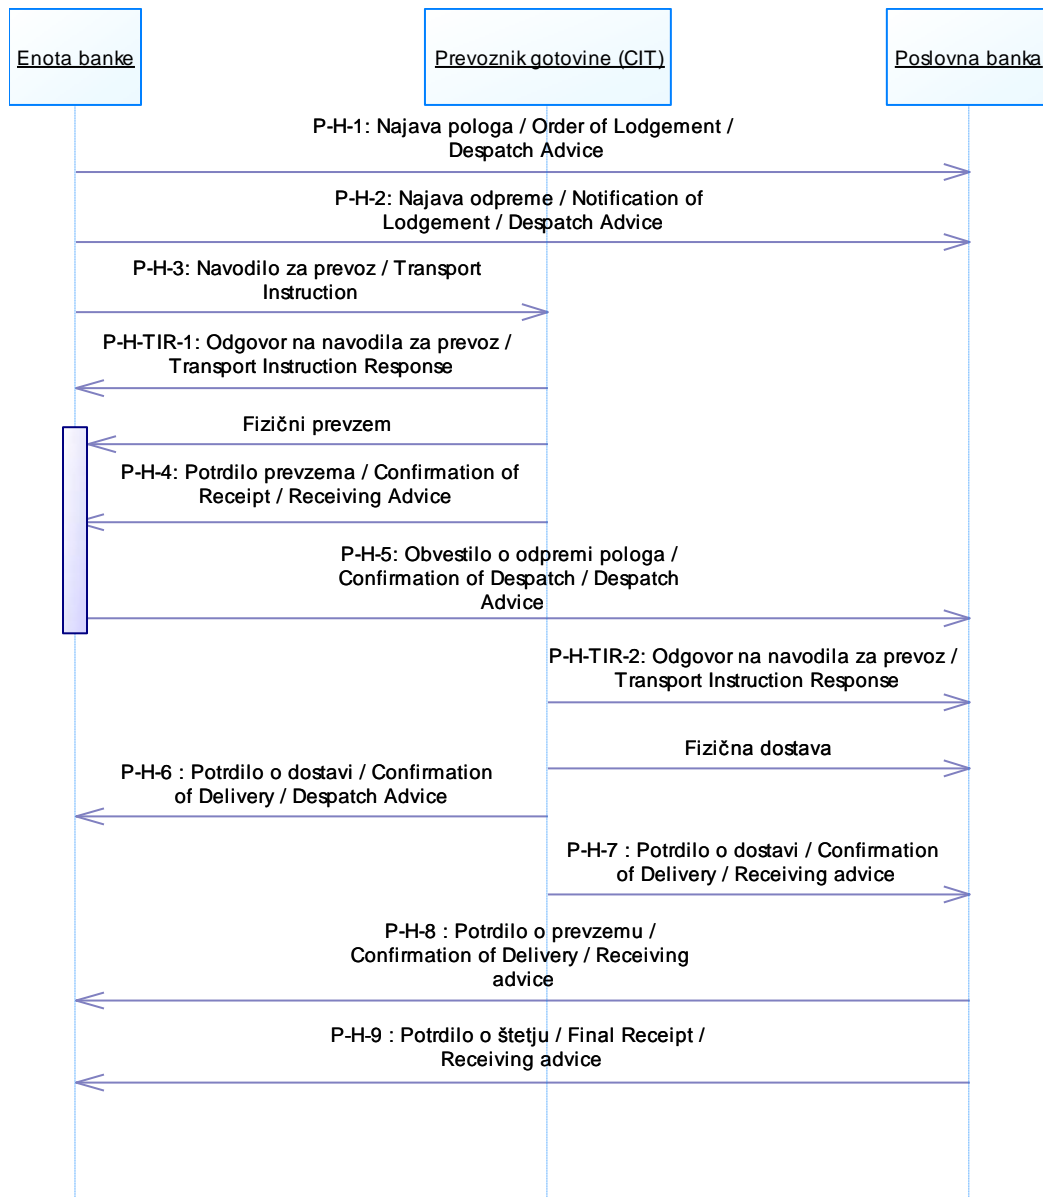 Enota banke
Prevoznik gotovine (CIT)
Poslovna banka
P-H-1: Najava pologa / Order of Lodgement /
Despatch Advice
P-H-2: Najava odpreme / Notification of
Lodgement / Despatch Advice
P-H-3: Navodilo za prevoz / Transport
Instruction
P-H-TIR-1: Odgovor na navodila za prevoz /
Transport Instruction Response
Fizični prevzem
P-H-4: Potrdilo prevzema / Confirmation of
Receipt / Receiving Advice
P-H-5: Obvestilo o odpremi pologa /
Confirmation of Despatch / Despatch
Advice
P-H-TIR-2: Odgovor na navodila za prevoz /
Transport Instruction Response
Fizična dostava
P-H-6 : Potrdilo o dostavi / Confirmation
of Delivery / Despatch Advice
P-H-7 : Potrdilo o dostavi / Confirmation
of Delivery / Receiving advice
P-H-8 : Potrdilo o prevzemu /
Confirmation of Delivery / Receiving
advice
P-H-9 : Potrdilo o štetju / Final Receipt /
Receiving advice